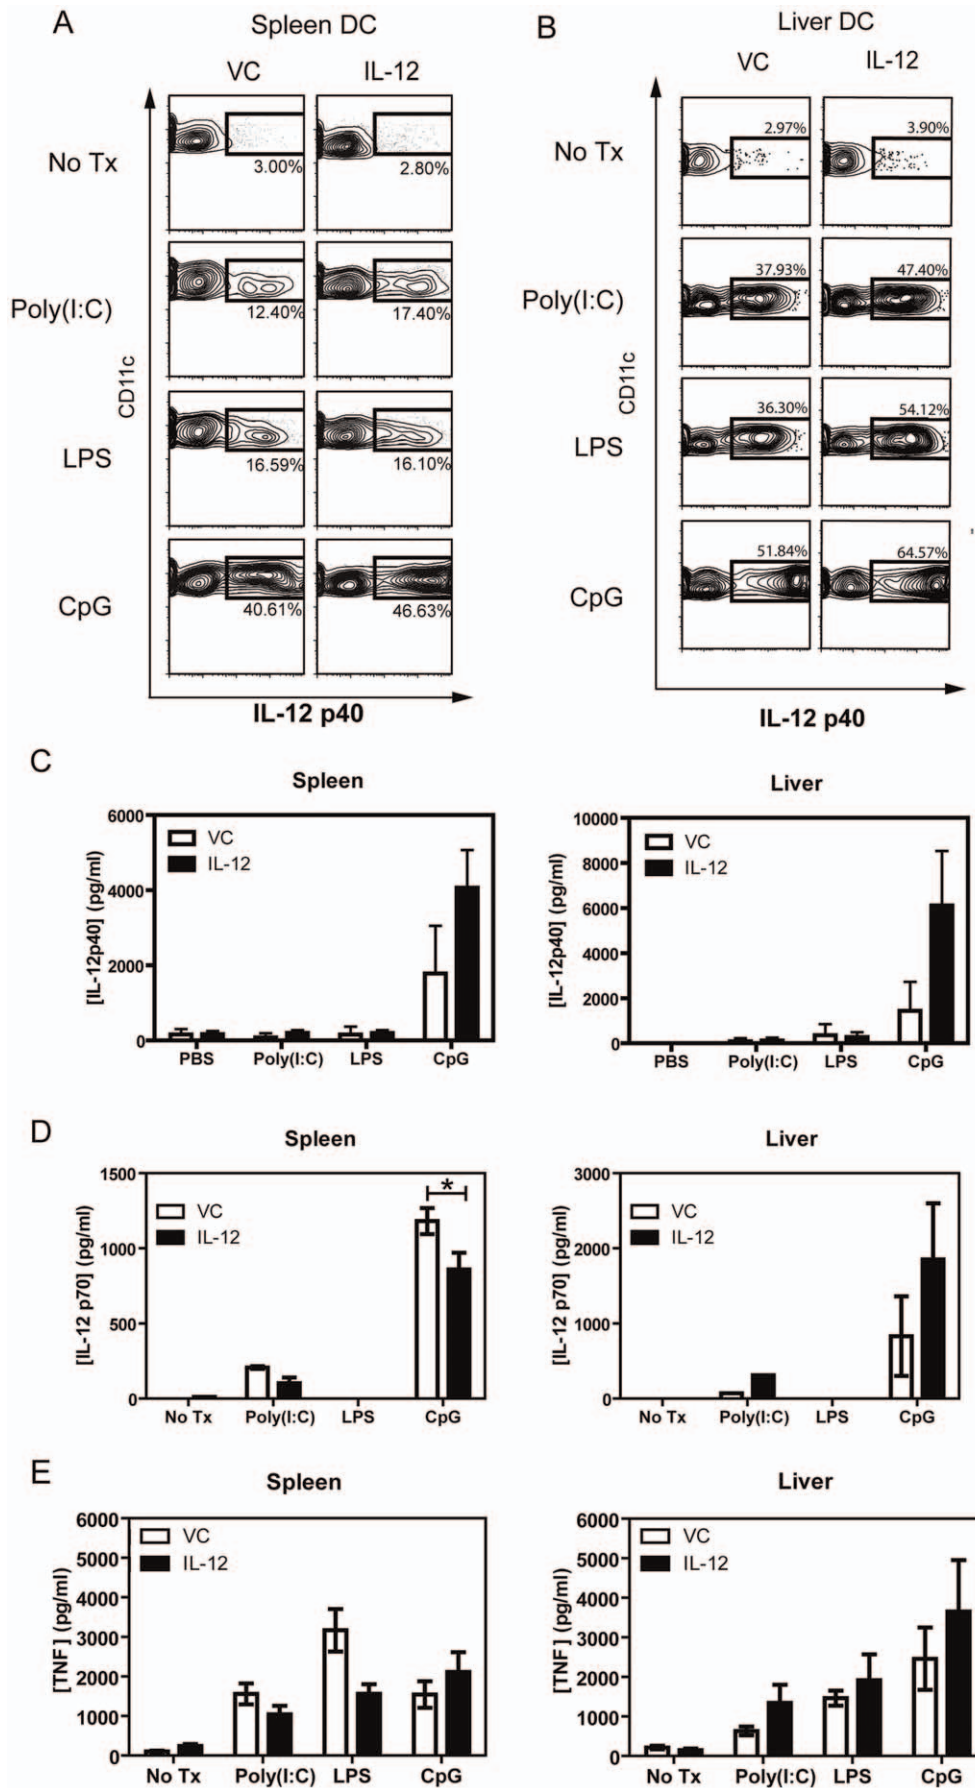 A
Spleen DC
VC IL-12
No Tx
3.00% 2.80%
Poly(I:C)
12.40% 17.40%
CD11c
LPS
16.59% 16.10%
CpG
40.61% 46.63%
IL-12 p40
B
Liver DC
VC IL-12
No Tx
2.97% 3.90%
Poly(I:C)
37.93% 47.40%
CD11c
LPS
36.30% 54.12%
CpG
51.84% 64.57%
IL-12 p40
C
Spleen
[IL-12p40] (pg/ml)
6000
4000
2000
0
VC
IL-12
PBS Poly(I:C) LPS CpG
Liver
[IL-12p40] (pg/ml)
10000
8000
6000
4000
2000
0
VC
IL-12
PBS Poly(I:C) LPS CpG
D
Spleen
[IL-12 p70] (pg/ml)
1500
1000
500
0
VC
IL-12
*
No Tx Poly(I:C) LPS CpG
Liver
[IL-12 p70] (pg/ml)
3000
2000
1000
0
VC
IL-12
No Tx Poly(I:C) LPS CpG
E
Spleen
[TNF] (pg/ml)
6000
5000
4000
3000
2000
1000
0
VC
IL-12
No Tx Poly(I:C) LPS CpG
Liver
[TNF] (pg/ml)
6000
5000
4000
3000
2000
1000
0
VC
IL-12
No Tx Poly(I:C) LPS CpG